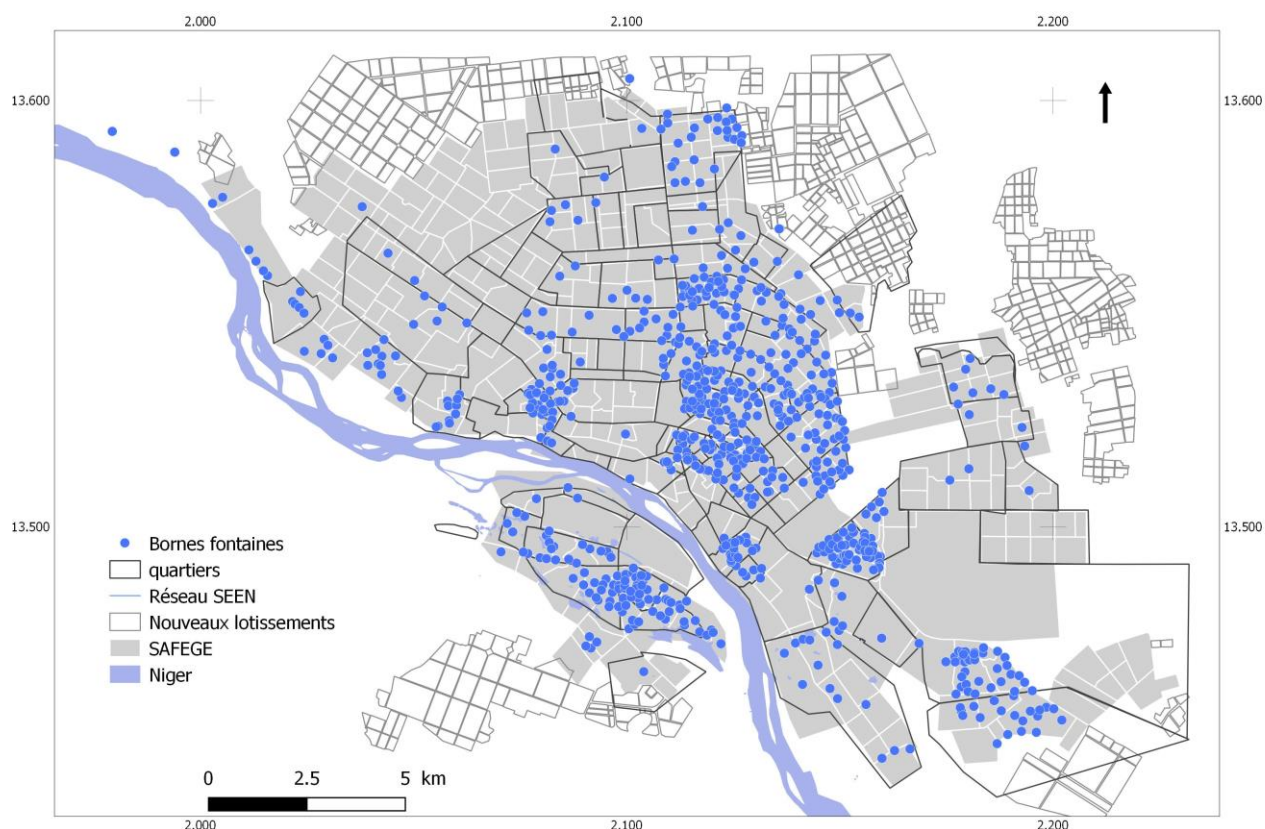 2.000 2.100 2.200
13.600 13.600
13.500 13.500
Bornes fontaines
quartiers
Réseau SEEN
Nouveaux lotissements
SAFEGE
Niger
0 2.5 5 km
2.000 2.100 2.200